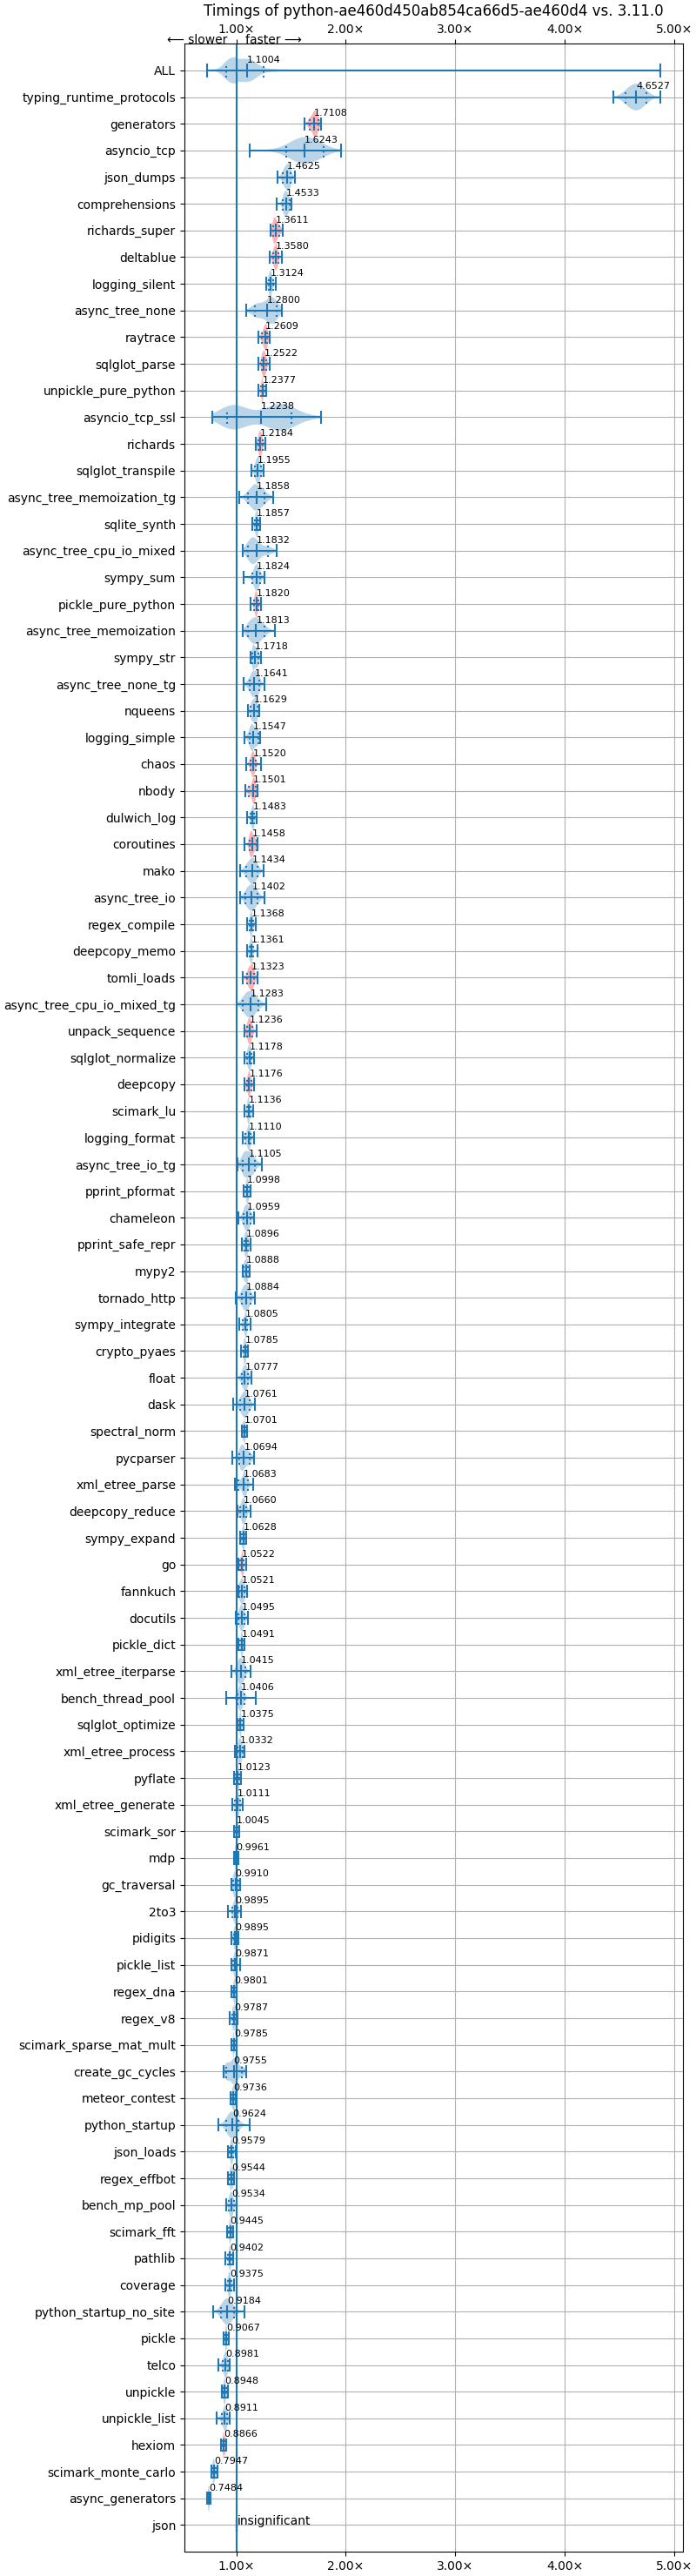 Timings of python-ae460d450ab854ca66d5-ae460d4 vs. 3.11.0
1.00× 2.00× 3.00× 4.00× 5.00×
⟵ slower faster ⟶
ALL 1.1004
typing_runtime_protocols 4.6527
generators 1.7108
asyncio_tcp 1.6243
json_dumps 1.4625
comprehensions 1.4533
richards_super 1.3611
deltablue 1.3580
logging_silent 1.3124
async_tree_none 1.2800
raytrace 1.2609
sqlglot_parse 1.2522
unpickle_pure_python 1.2377
asyncio_tcp_ssl 1.2238
richards 1.2184
sqlglot_transpile 1.1955
async_tree_memoization_tg 1.1858
sqlite_synth 1.1857
async_tree_cpu_io_mixed 1.1832
sympy_sum 1.1824
pickle_pure_python 1.1820
async_tree_memoization 1.1813
sympy_str 1.1718
async_tree_none_tg 1.1641
nqueens 1.1629
logging_simple 1.1547
chaos 1.1520
nbody 1.1501
dulwich_log 1.1483
coroutines 1.1458
mako 1.1434
async_tree_io 1.1402
regex_compile 1.1368
deepcopy_memo 1.1361
tomli_loads 1.1323
async_tree_cpu_io_mixed_tg 1.1283
unpack_sequence 1.1236
sqlglot_normalize 1.1178
deepcopy 1.1176
scimark_lu 1.1136
logging_format 1.1110
async_tree_io_tg 1.1105
pprint_pformat 1.0998
chameleon 1.0959
pprint_safe_repr 1.0896
mypy2 1.0888
tornado_http 1.0884
sympy_integrate 1.0805
crypto_pyaes 1.0785
float 1.0777
dask 1.0761
spectral_norm 1.0701
pycparser 1.0694
xml_etree_parse 1.0683
deepcopy_reduce 1.0660
sympy_expand 1.0628
go 1.0522
fannkuch 1.0521
docutils 1.0495
pickle_dict 1.0491
xml_etree_iterparse 1.0415
bench_thread_pool 1.0406
sqlglot_optimize 1.0375
xml_etree_process 1.0332
pyflate 1.0123
xml_etree_generate 1.0111
scimark_sor 1.0045
mdp 0.9961
gc_traversal 0.9910
2to3 0.9895
pidigits 0.9895
pickle_list 0.9871
regex_dna 0.9801
regex_v8 0.9787
scimark_sparse_mat_mult 0.9785
create_gc_cycles 0.9755
meteor_contest 0.9736
python_startup 0.9624
json_loads 0.9579
regex_effbot 0.9544
bench_mp_pool 0.9534
scimark_fft 0.9445
pathlib 0.9402
coverage 0.9375
python_startup_no_site 0.9184
pickle 0.9067
telco 0.8981
unpickle 0.8948
unpickle_list 0.8911
hexiom 0.8866
scimark_monte_carlo 0.7947
async_generators 0.7484
json insignificant
1.00× 2.00× 3.00× 4.00× 5.00×